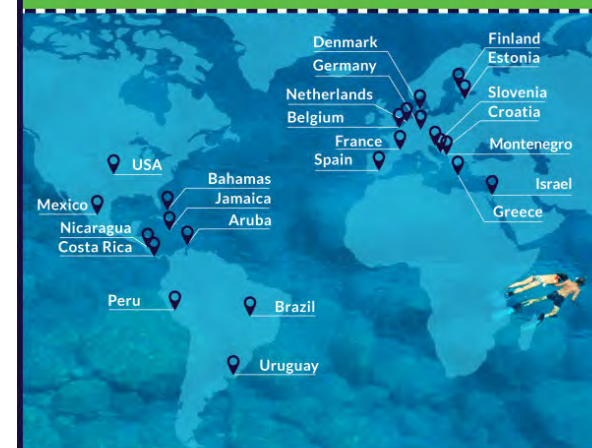 Denmark
Finland
Germany
Estonia
Netherlands
Slovenia
Belgium
Croatia
France
Montenegro
Spain
USA
Israel
Bahamas
Mexico
Jamaica
Greece
Nicaragua
Aruba
Costa Rica
Peru
Brazil
Uruguay